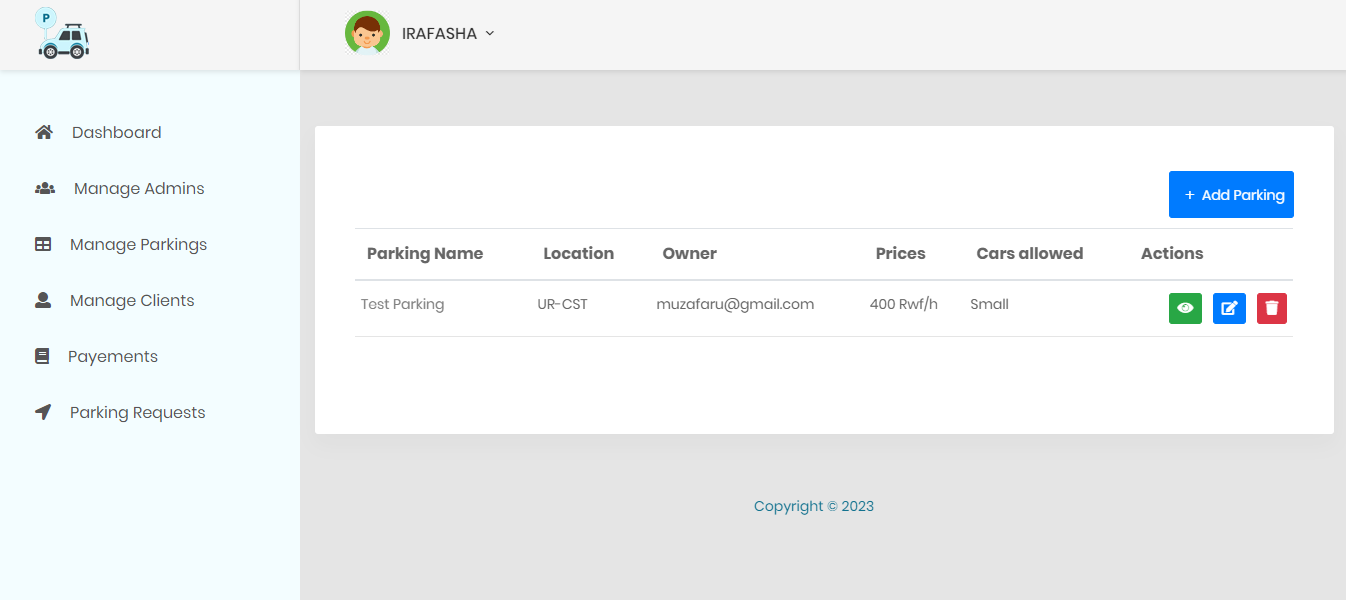 P
IRAFASHA
Dashboard
Manage Admins
Manage Parkings
Manage Clients
Payements
Parking Requests
+ Add Parking
Parking Name Location Owner Prices Cars allowed Actions
Test Parking UR-CST muzafaru@gmail.com 400 Rwf/h Small
Copyright © 2023